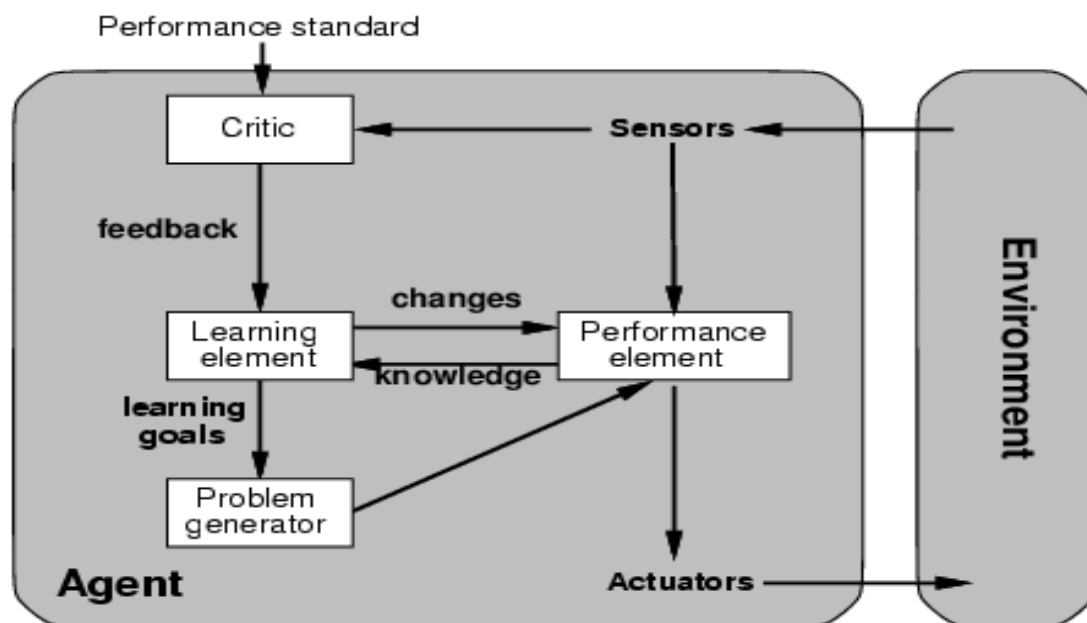 Performance standard
Critic
Sensors
feedback
changes
Learning
element
Performance
element
knowledge
learning
goals
Problem
generator
Agent
Actuators
Environment